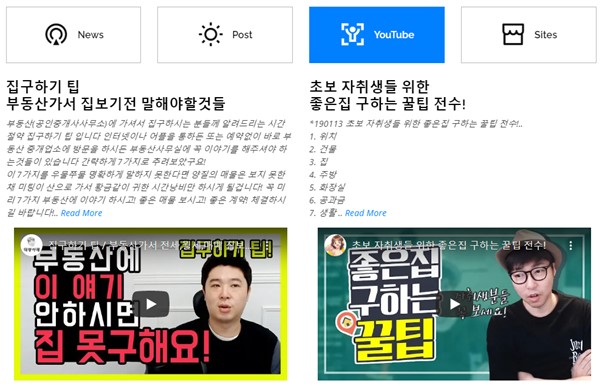 News
Post
YouTube
Sites
집구하기 팁
부동산가서 집보기전 말해야할것들
부동산(공인중개사사무소)에 가셔서 집구하시는 분들께 알려드리는 시간
절약 집구하기 팁 입니다 인터넷이나 어플을 통하든 또는 예약없이 바로 부
동산 중개업소에 방문을 하시든 부동산사무실에 꼭 이야기를 해주셔야 하
는것들이 있습니다 간략하게 7가지로 추려보았구요!
이 7가지를 우물쭈물 명확하게 말하지 못한다면 양질의 매물은 보지 못한
채 미팅이 산으로 가서 황금같이 귀한 시간낭비만 하시게 될겁니다! 꼭 미
리 7가지 부동산에 이야기 하시고! 좋은 매물 보시고! 좋은 계약! 체결하시
길 바랍니다!.. Read More
집구하기 팁 / 부동산가서 전세 월세 매매 집보...
집구하기 팁!
부동산에
이 얘기
안하시면
집 못구해요!
초보 자취생들 위한
좋은집 구하는 꿀팁 전수!
*190113 초보 자취생들 위한 좋은집 구하는 꿀팁 전수!..
1. 위치
2. 건물
3. 집
4. 주방
5. 화장실
6. 공과금
7. 생활.. Read More
초보 자취생들 위한 좋은집 구하는 꿀팁 전수!
좋은집
구하는
꿀팁